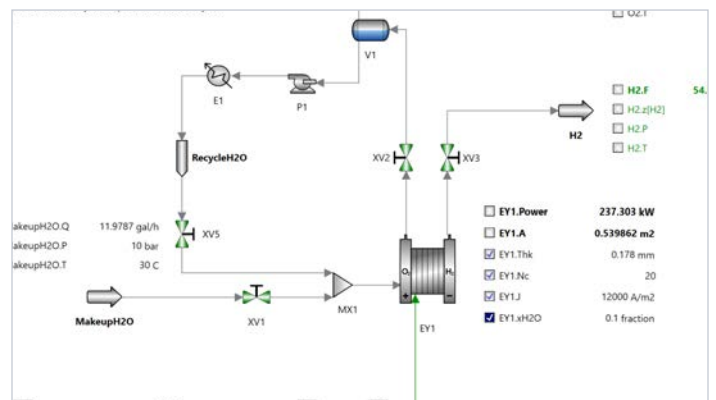 V1
E1
P1
H2.F 54.
H2.z[H2]
H2.P
H2.T
H2
RecycleH2O
XV2
XV3
akeupH2O.Q 11.9787 gal/h
akeupH2O.P 10 bar
akeupH2O.T 30 C
XV5
EY1.Power 237.303 kW
EY1.A 0.539862 m2
EY1.Thk 0.178 mm
EY1.Nc 20
EY1.J 12000 A/m2
EY1.xH2O 0.1 fraction
O₂
H₂
+
−
MakeupH2O
XV1
MX1
EY1